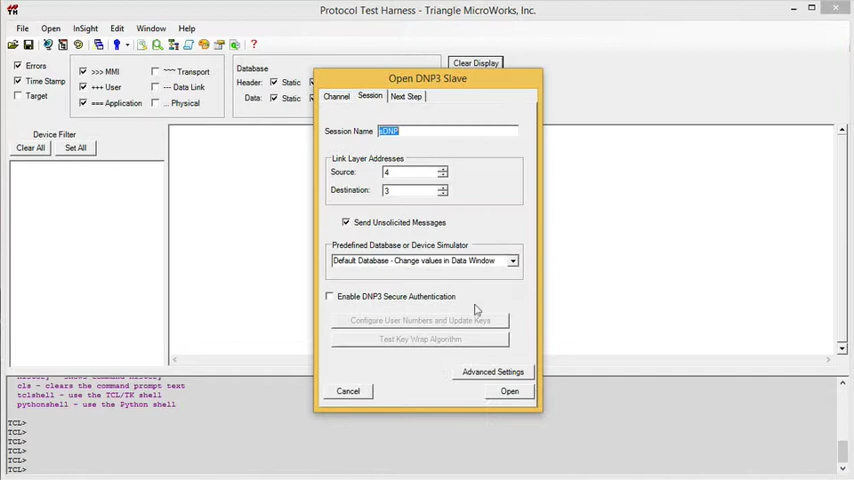 TH
Protocol Test Harness - Triangle MicroWorks, Inc.
File Open Edit InSight Window Help
Errors
Time Stamp
Target
>>> MMI
+++ User
=== Application
~~~ Transport
--- Data Link
... Physical
Database
Header: Static
Data: Static
Clear Display
Device Filter
Clear All Set All
Open DNP3 Slave
Channel Session Next Step
Session Name sDNP
Link Layer Addresses
Source: 4
Destination: 3
Send Unsolicited Messages
Predefined Database or Device Simulator
Default Database - Change values in Data Window
Enable DNP3 Secure Authentication
Configure User Numbers and Update Keys
Test Key Wrap Algorithm
Advanced Settings
Cancel Open
cls - clears the command prompt text
tclshell - use the TCL/TK shell
pythonshell - use the Python shell
TCL>
TCL>
TCL>
TCL>
TCL>